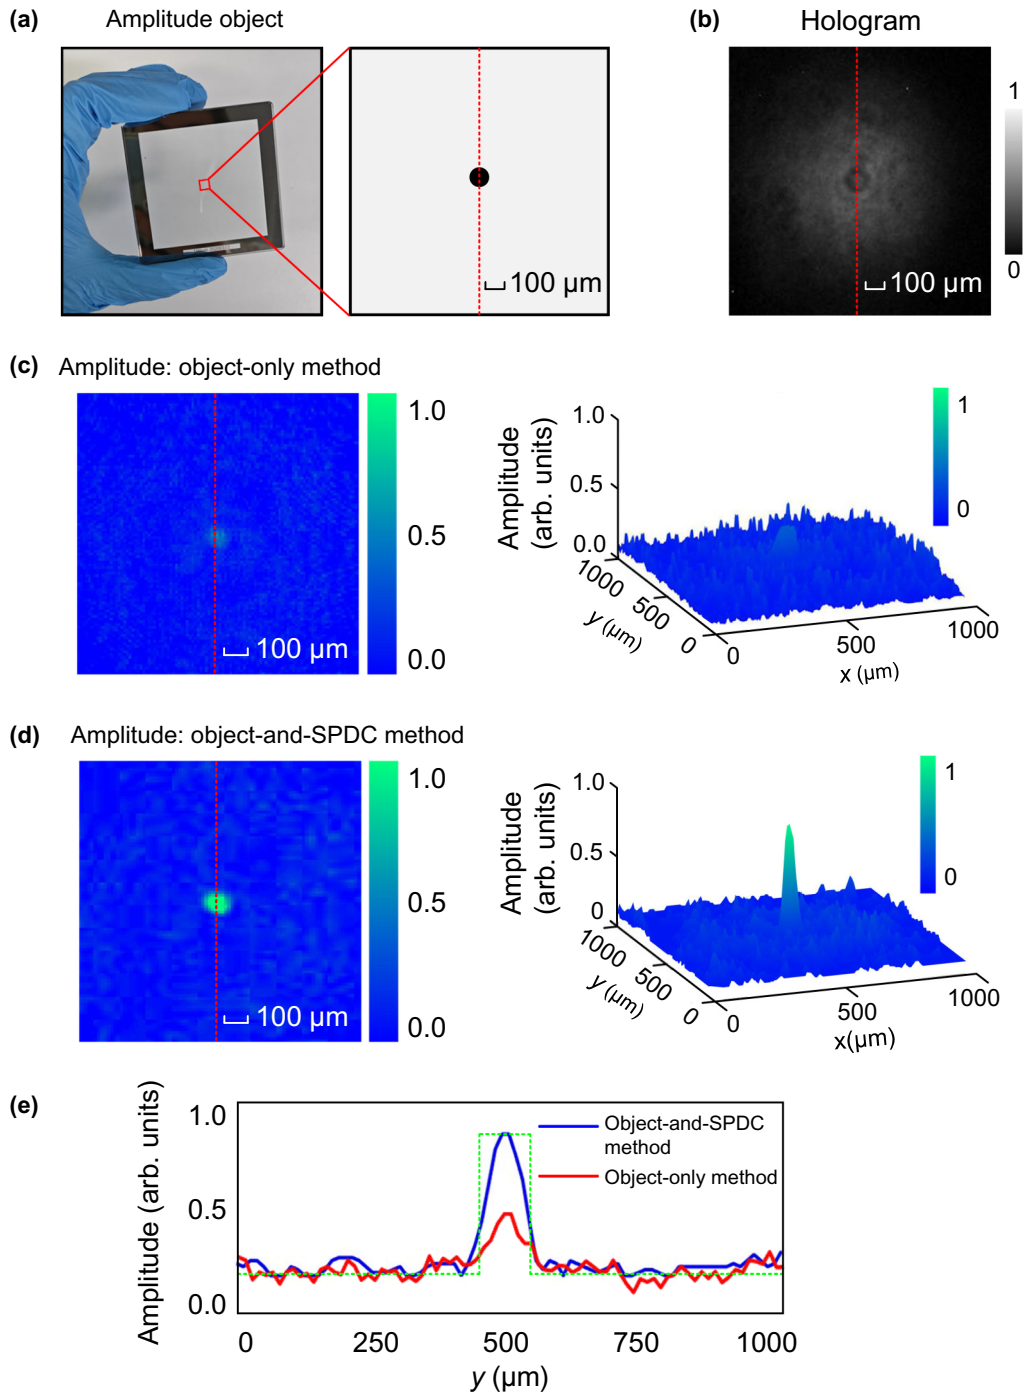 (a) Amplitude object
100 µm
(b) Hologram
100 µm
1
0
(c) Amplitude: object-only method
100 µm
1.0
0.5
0.0
Amplitude
(arb. units)
1.0
0.5
0.0
1000
500
0
y (µm)
0
500
1000
x (µm)
1
0
(d) Amplitude: object-and-SPDC method
100 µm
1.0
0.5
0.0
Amplitude
(arb. units)
1.0
0.5
0
1000
500
0
y (µm)
0
500
1000
x(µm)
1
0
(e)
Amplitude (arb. units)
1.0
0.5
0.0
Object-and-SPDC
method
Object-only method
0 250 500 750 1000
y (µm)